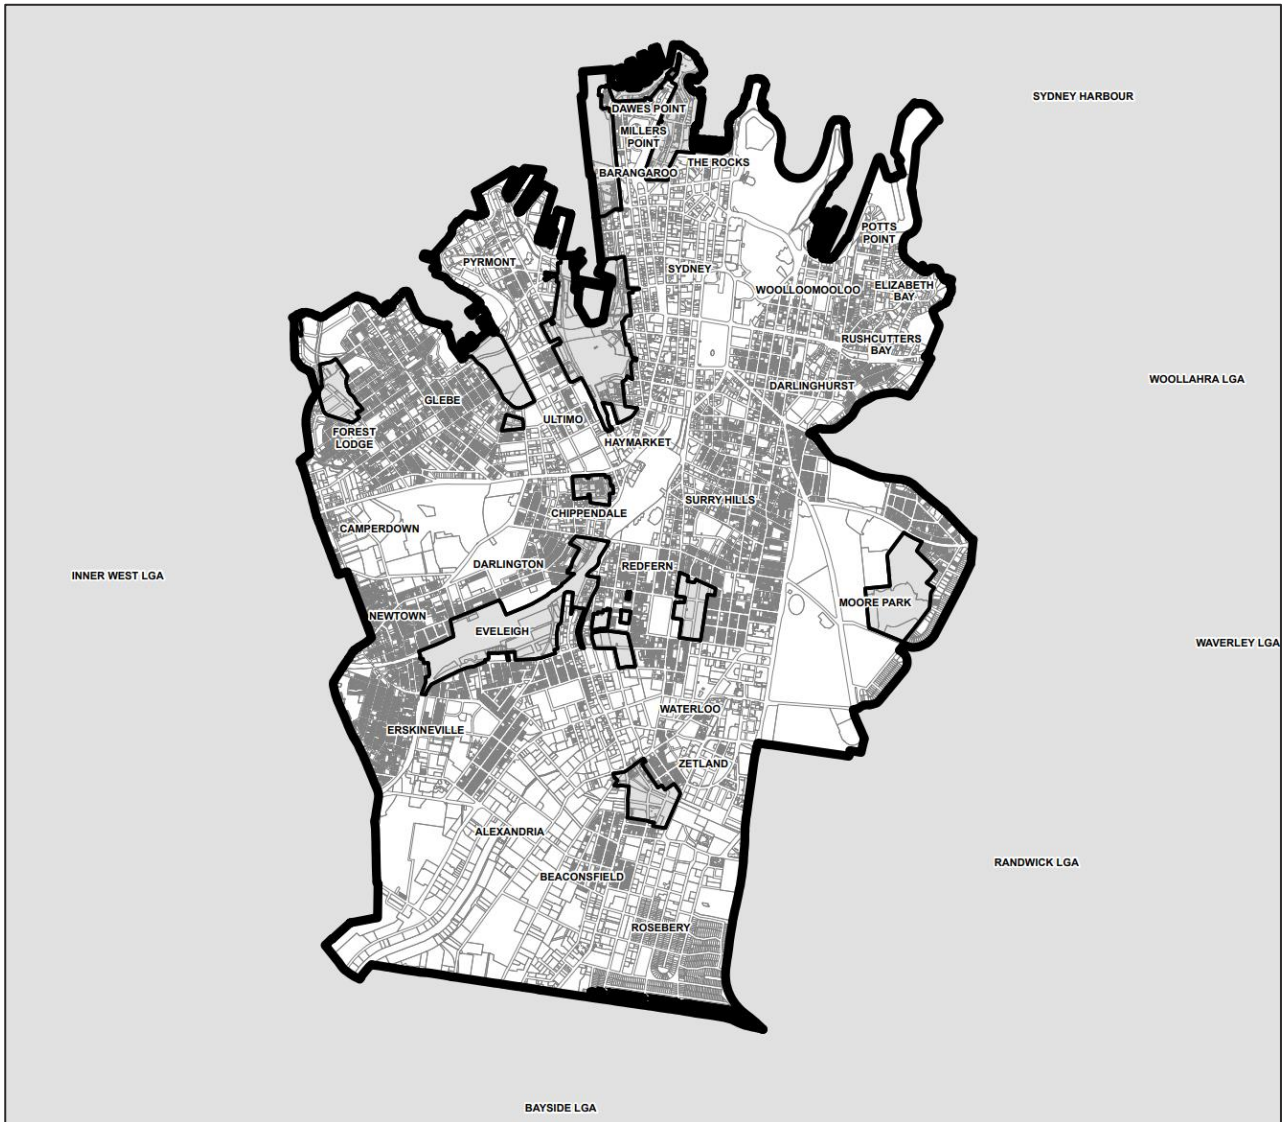 SYDNEY HARBOUR
DAWES POINT
MILLERS
POINT
THE ROCKS
BARANGAROO
POTTS
POINT
PYRMONT
SYDNEY
WOOLLOOMOOLOO
ELIZABETH
BAY
RUSHCUTTERS
BAY
WOOLLAHRA LGA
DARLINGHURST
GLEBE
ULTIMO
FOREST
LODGE
HAYMARKET
SURRY HILLS
CHIPPENDALE
CAMPERDOWN
DARLINGTON
REDFERN
INNER WEST LGA
MOORE PARK
NEWTOWN
EVELEIGH
WAVERLEY LGA
WATERLOO
ERSKINEVILLE
ZETLAND
ALEXANDRIA
RANDWICK LGA
BEACONSFIELD
ROSEBERY
BAYSIDE LGA